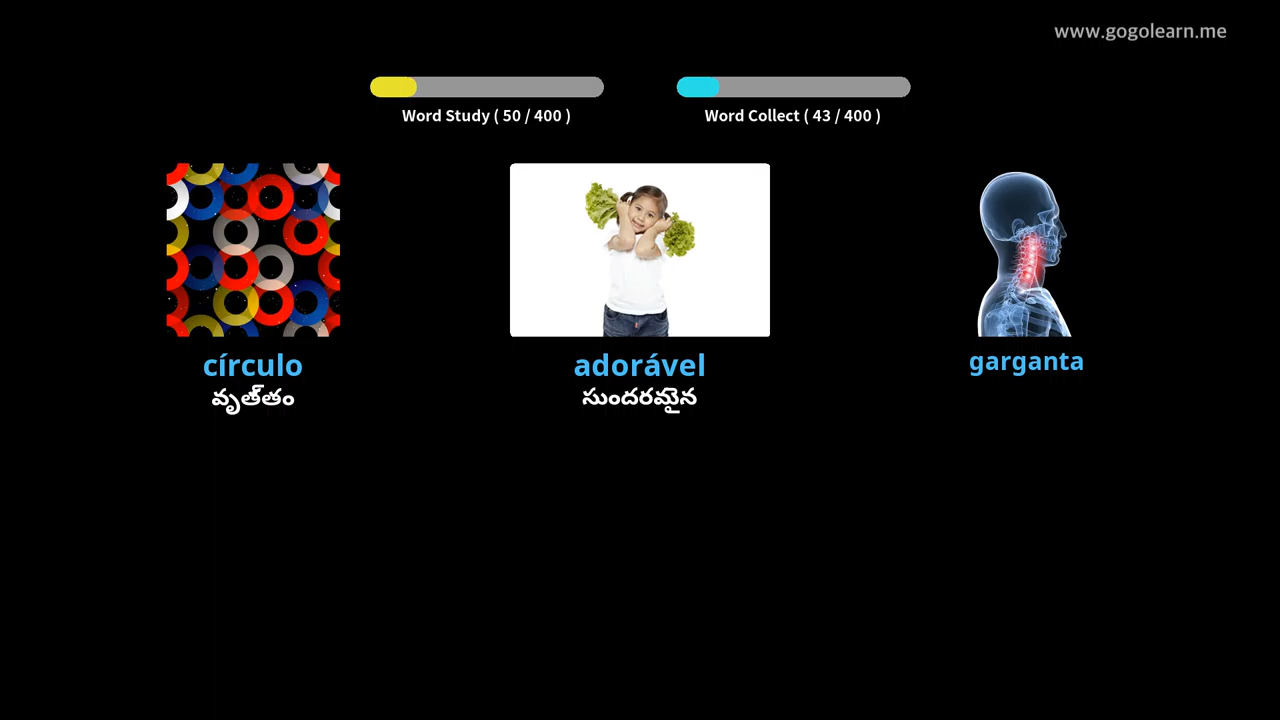 www.gogolearn.me
Word Study ( 50 / 400 )
Word Collect ( 43 / 400 )
círculo
adorável
garganta
వృత్తం
సుందరమైన